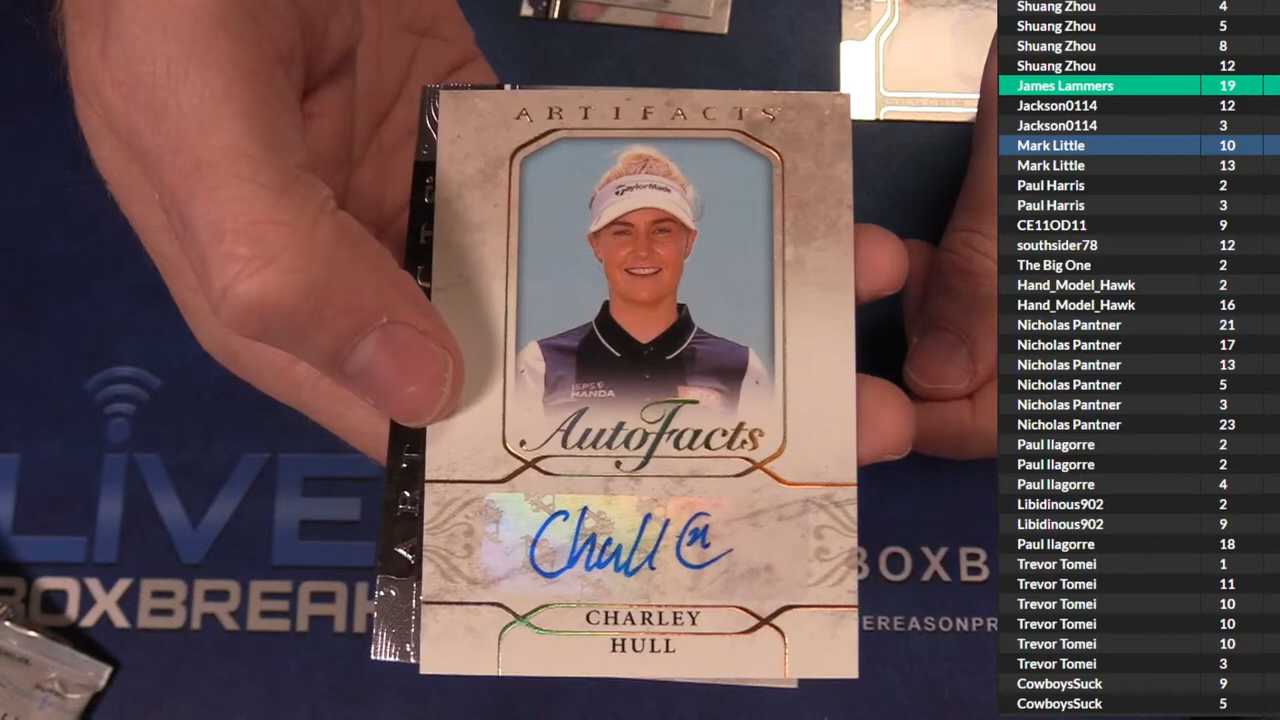 ARTIFACTS
TaylorMade
ISPS
HANDA
AutoFacts
Chull
CHARLEY
HULL
LIVE
BOXBREAK
BOXB
EREASONPR
Shuang Zhou 4
Shuang Zhou 5
Shuang Zhou 8
Shuang Zhou 12
James Lammers 19
Jackson0114 12
Jackson0114 3
Mark Little 10
Mark Little 13
Paul Harris 2
Paul Harris 3
CE11OD11 9
southsider78 12
The Big One 2
Hand_Model_Hawk 2
Hand_Model_Hawk 16
Nicholas Pantner 21
Nicholas Pantner 17
Nicholas Pantner 13
Nicholas Pantner 5
Nicholas Pantner 3
Nicholas Pantner 23
Paul Ilagorre 2
Paul Ilagorre 2
Paul Ilagorre 4
Libidinous902 2
Libidinous902 9
Paul Ilagorre 18
Trevor Tomei 1
Trevor Tomei 11
Trevor Tomei 10
Trevor Tomei 10
Trevor Tomei 10
Trevor Tomei 3
CowboysSuck 9
CowboysSuck 5